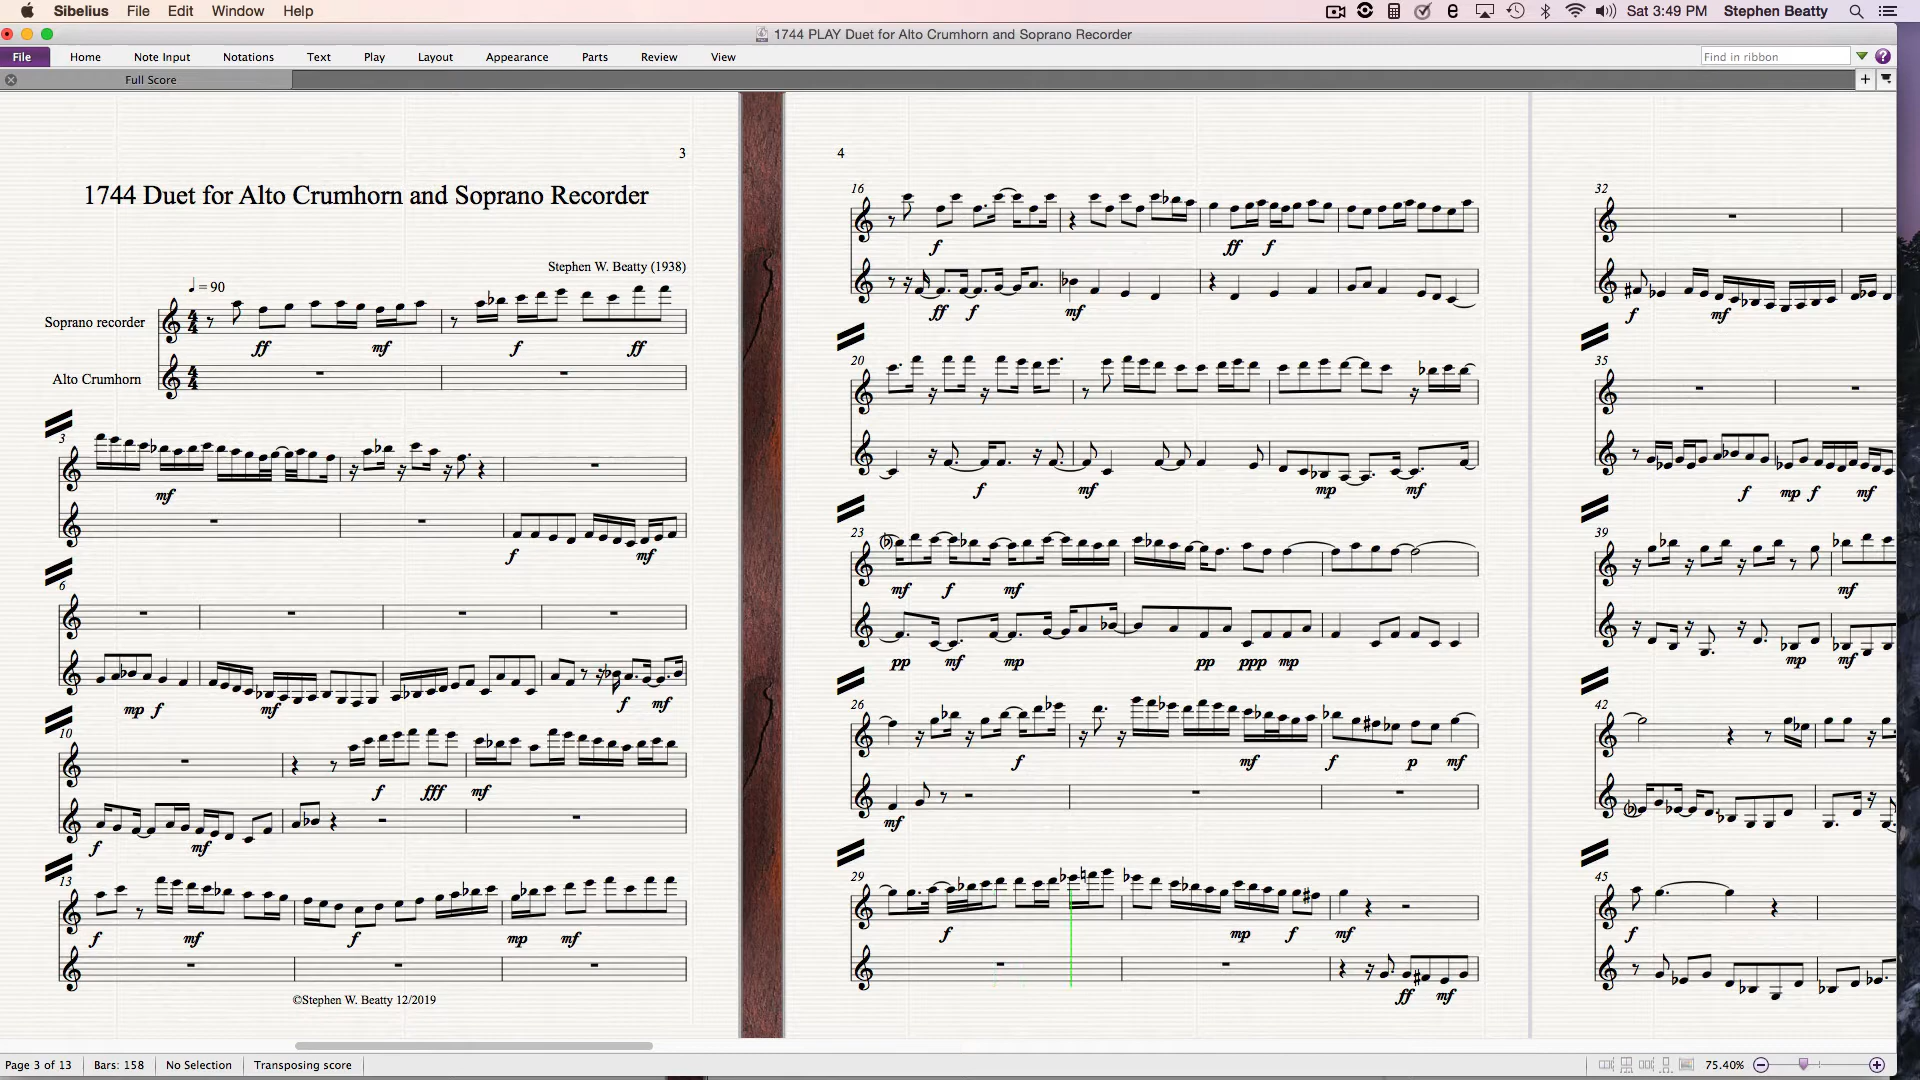 Sibelius File Edit Window Help Sat 3:49 PM Stephen Beatty
1744 PLAY Duet for Alto Crumhorn and Soprano Recorder
File Home Note Input Notations Text Play Layout Appearance Parts Review View Find in ribbon
Full Score
3
1744 Duet for Alto Crumhorn and Soprano Recorder
Stephen W. Beatty (1938)
= 90
Soprano recorder
ff mf f ff
Alto Crumhorn
3
mf
f mf
6
mp f mf f mf
10
f fff mf
f mf
13
f mf f mp mf
©Stephen W. Beatty 12/2019
4
16
f ff f
ff f mf
20
f mf mp mf
23
mf f mf
pp mf mp pp ppp mp
26
f mf f p mf
mf
29
f mp f mf
ff mf
32
f mf
35
f mp f mf
39
mf
mp mf
42
45
f
Page 3 of 13 Bars: 158 No Selection Transposing score 75.40%